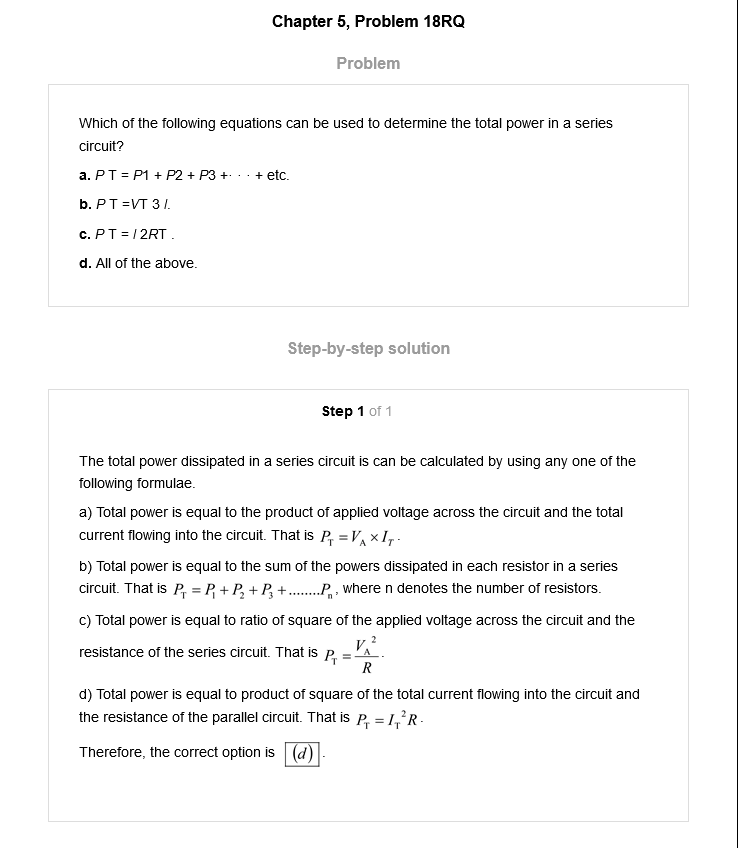 Chapter 5, Problem 18RQ
Problem
Which of the following equations can be used to determine the total power in a series
circuit?
a. P T = P1 + P2 + P3 +· · · + etc.
b. P T =VT 3 I.
c. P T = I 2RT .
d. All of the above.
Step-by-step solution
Step 1 of 1
The total power dissipated in a series circuit is can be calculated by using any one of the
following formulae.
a) Total power is equal to the product of applied voltage across the circuit and the total
current flowing into the circuit. That is P_T = V_A × I_T.
b) Total power is equal to the sum of the powers dissipated in each resistor in a series
circuit. That is P_T = P_1 + P_2 + P_3 + ........P_n, where n denotes the number of resistors.
c) Total power is equal to ratio of square of the applied voltage across the circuit and the
resistance of the series circuit. That is P_T = V_A^2 / R.
d) Total power is equal to product of square of the total current flowing into the circuit and
the resistance of the parallel circuit. That is P_T = I_T^2 R.
Therefore, the correct option is (d).